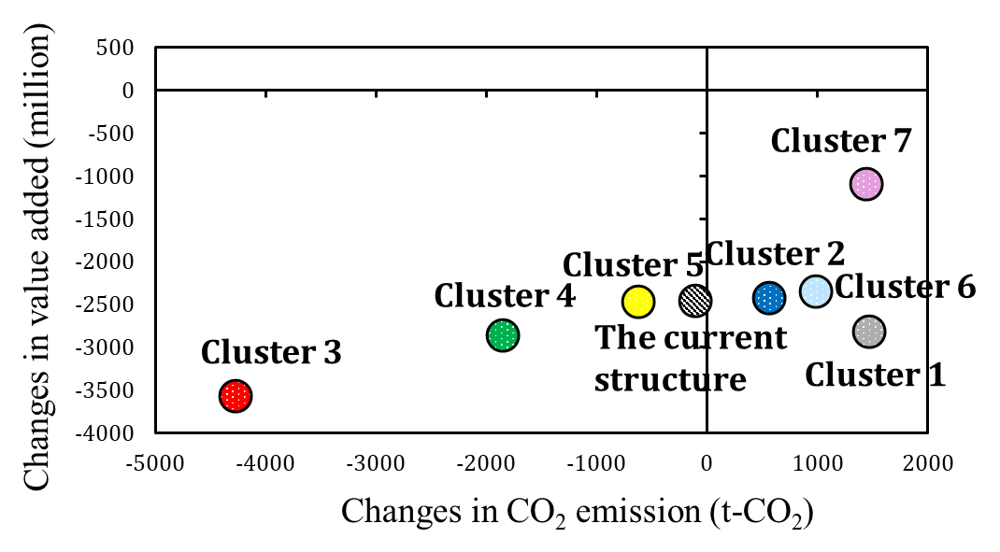 Changes in value added (million)
500
0
-500
-1000
-1500
-2000
-2500
-3000
-3500
-4000
Cluster 7
Cluster 5
Cluster 2
Cluster 4
Cluster 6
The current
structure
Cluster 3
Cluster 1
-5000 -4000 -3000 -2000 -1000 0 1000 2000
Changes in CO₂ emission (t-CO₂)